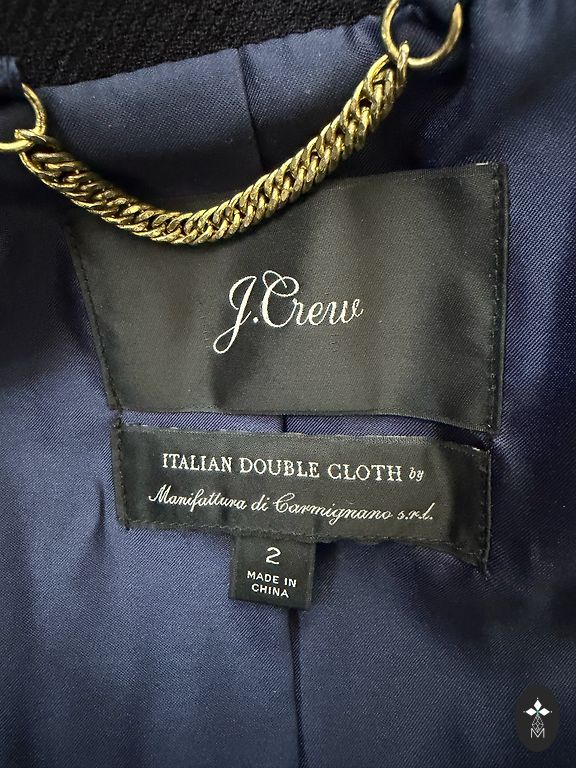 J.Crew
ITALIAN DOUBLE CLOTH by
Manifattura di Carmignano s.r.l.
2
MADE IN
CHINA
M